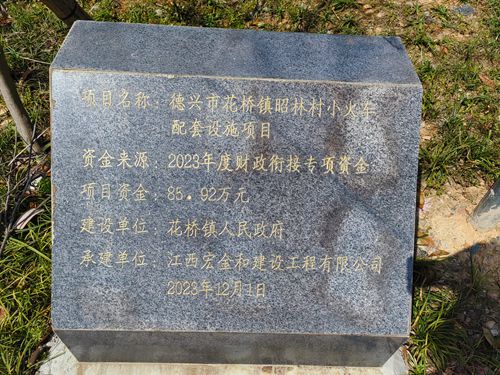 项目名称：德兴市花桥镇昭林村小火车
配套设施项目
资金来源：2023年度财政衔接专项资金
项目资金：85.92万元
建设单位：花桥镇人民政府
承建单位：江西宏金和建设工程有限公司
2023年12月1日